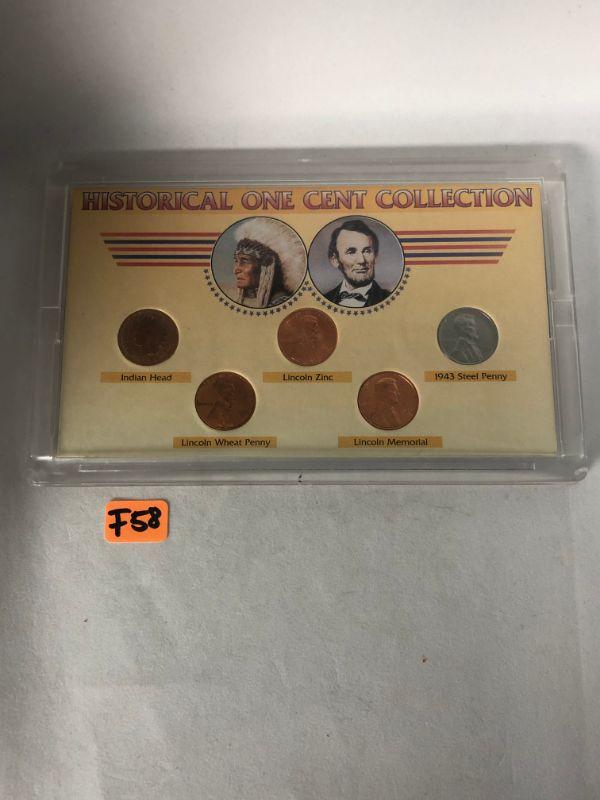 HISTORICAL ONE CENT COLLECTION
Indian Head
Lincoln Zinc
1943 Steel Penny
Lincoln Wheat Penny
Lincoln Memorial
F58